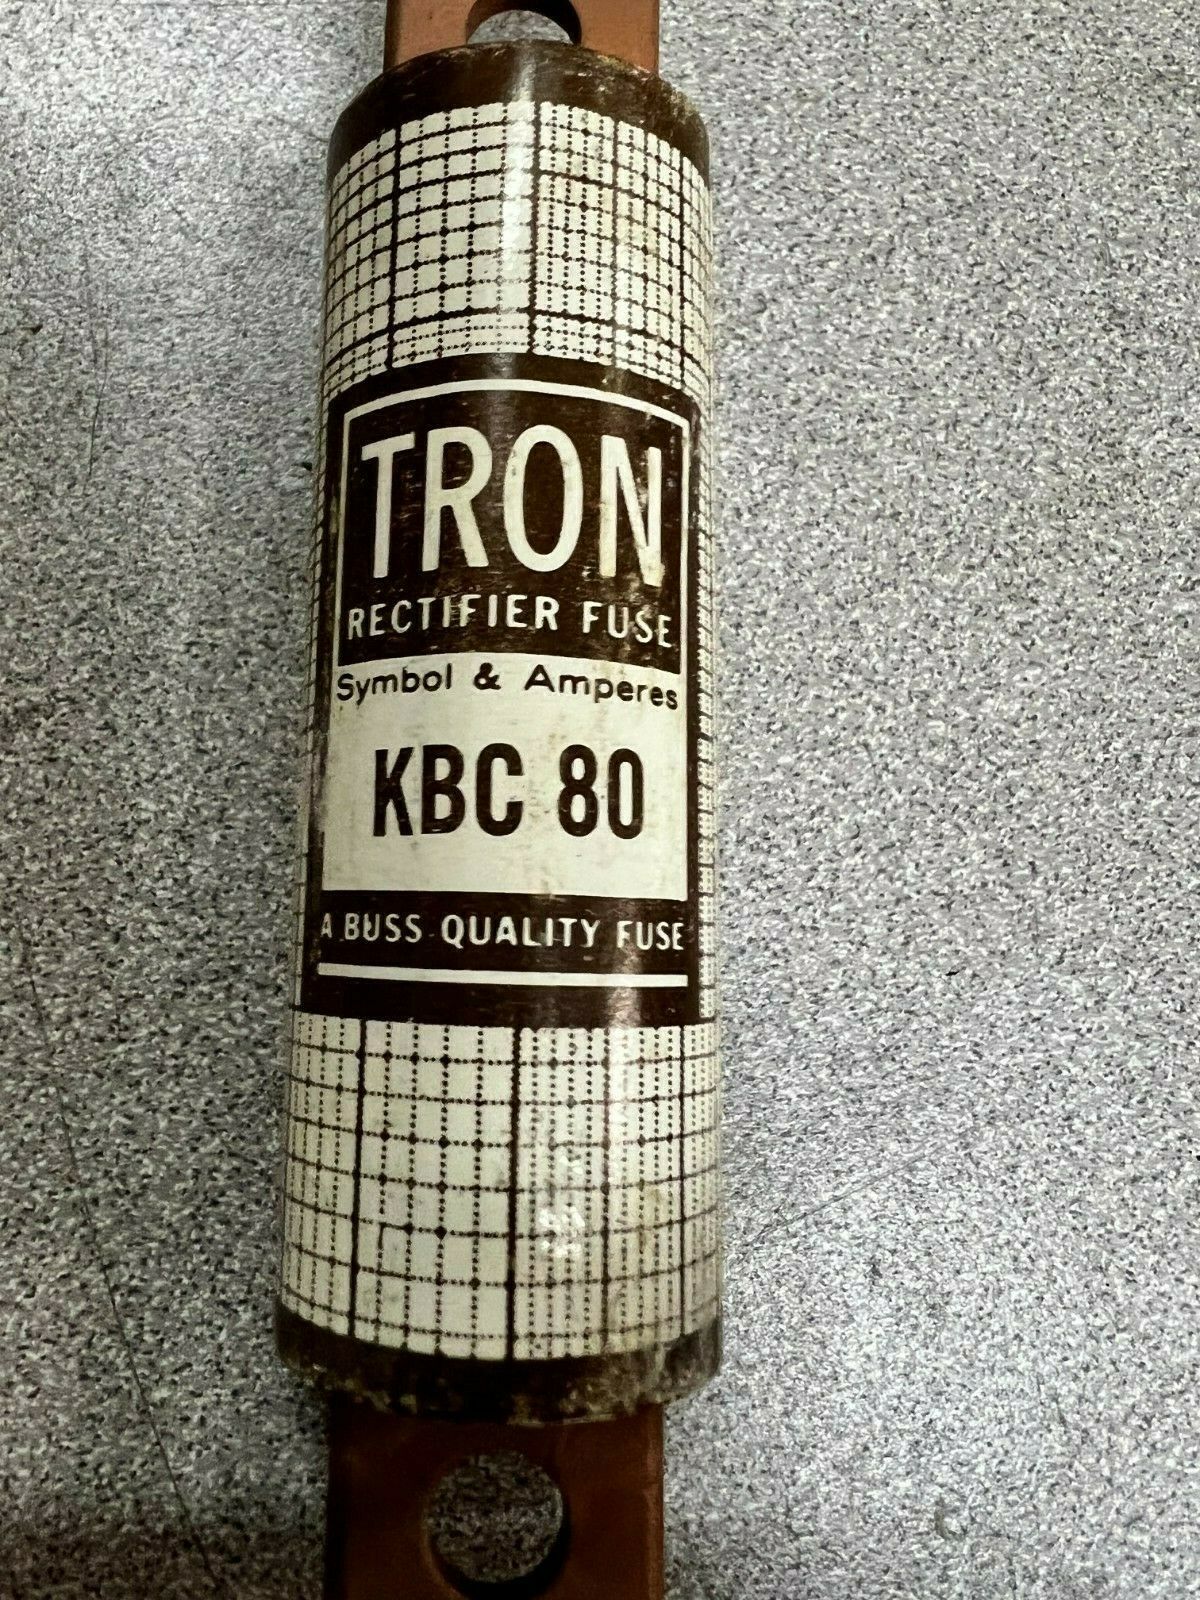 TRON
RECTIFIER FUSE
Symbol & Amperes
KBC 80
A BUSS QUALITY FUSE